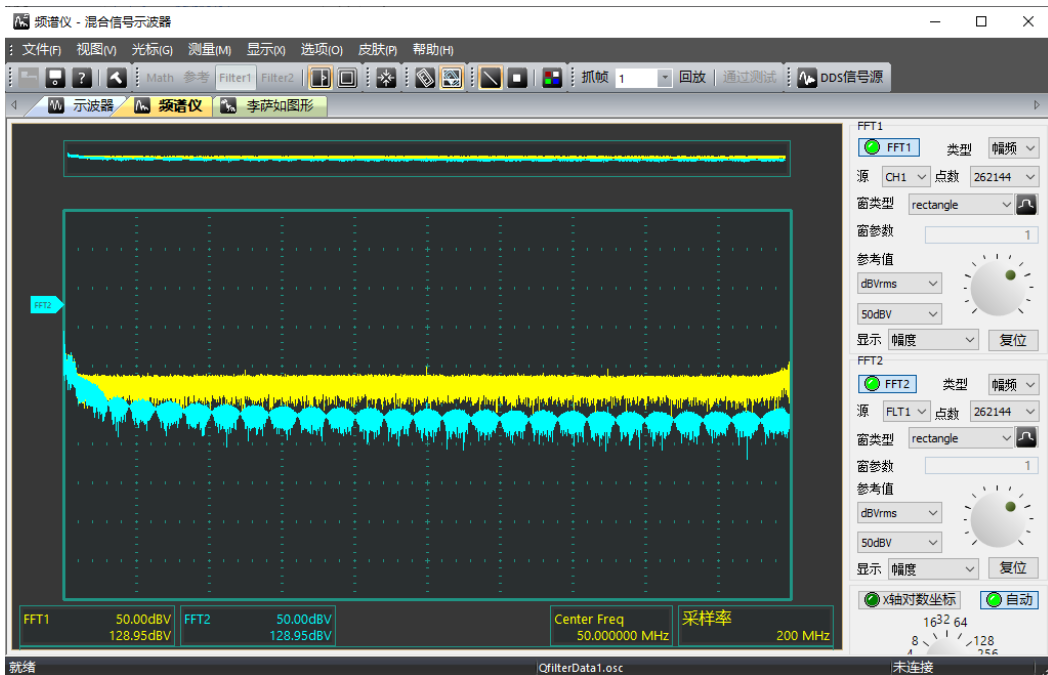 频谱仪 - 混合信号示波器
文件(F) 视图(V) 光标(G) 测量(M) 显示(X) 选项(O) 皮肤(P) 帮助(H)
Math 参考 Filter1 Filter2 抓帧 1 回放 通过测试 DDS信号源
示波器 频谱仪 李萨如图形
FFT1
FFT1 类型 幅频
源 CH1 点数 262144
窗类型 rectangle
窗参数 1
参考值
dBVrms
50dBV
显示 幅度 复位
FFT2
FFT2
FFT2 类型 幅频
源 FLT1 点数 262144
窗类型 rectangle
窗参数 1
参考值
dBVrms
50dBV
显示 幅度 复位
X轴对数坐标 自动
16 32 64
8 128
4 256
FFT1 50.00dBV FFT2 50.00dBV Center Freq 采样率
128.95dBV 128.95dBV 50.000000 MHz 200 MHz
就绪 QfilterData1.osc 未连接